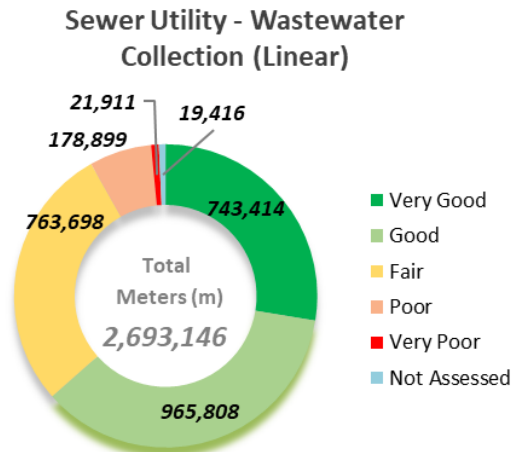 Sewer Utility - Wastewater
Collection (Linear)
21,911
19,416
178,899
743,414
763,698
Total
Meters (m)
2,693,146
965,808
Very Good
Good
Fair
Poor
Very Poor
Not Assessed